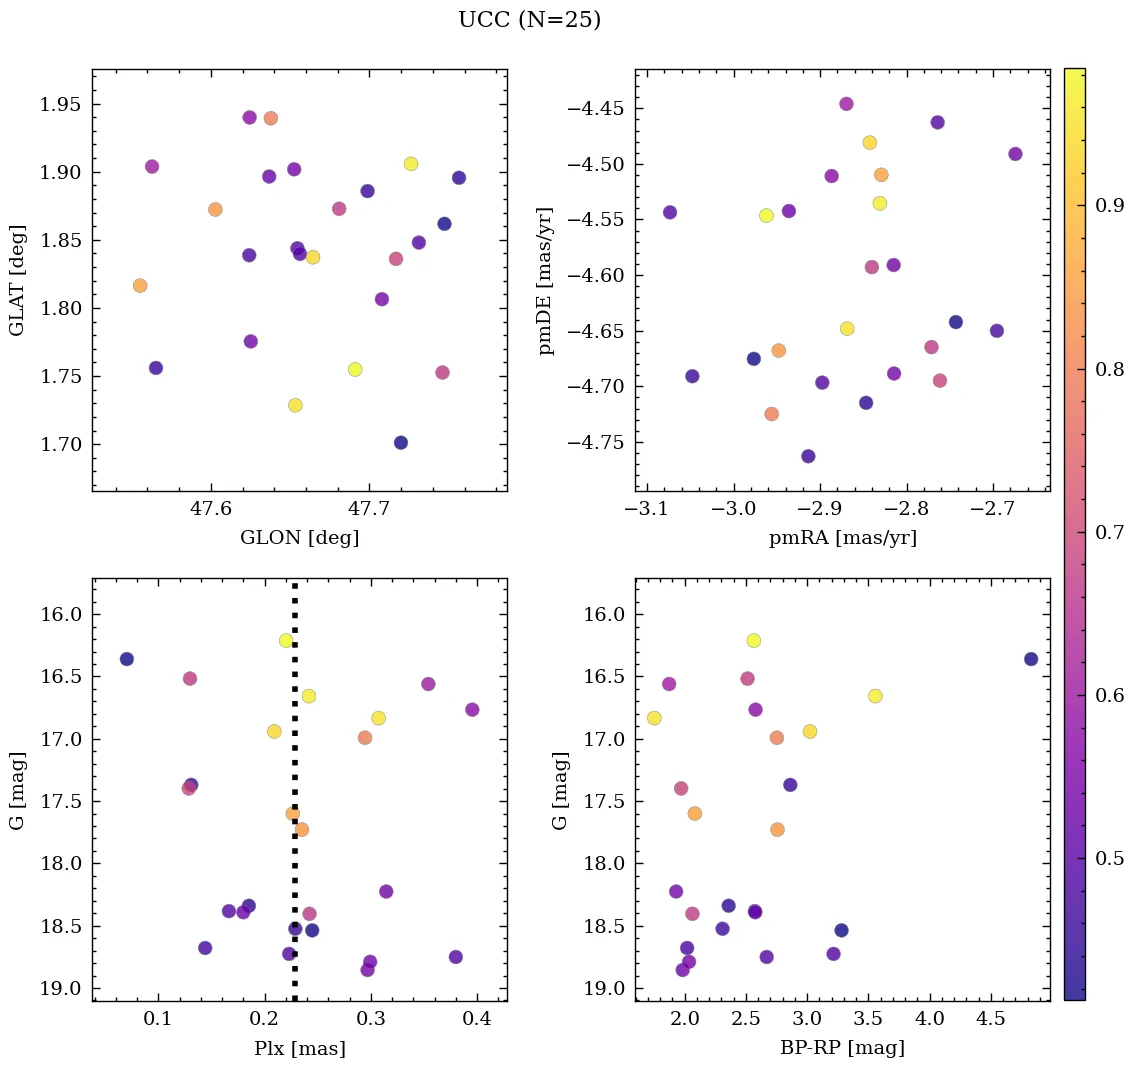 UCC (N=25)
1.95
1.90
1.85
1.80
1.75
1.70
GLAT [deg]
47.6 47.7
GLON [deg]
−4.45
−4.50
−4.55
−4.60
−4.65
−4.70
−4.75
pmDE [mas/yr]
−3.1 −3.0 −2.9 −2.8 −2.7
pmRA [mas/yr]
0.9
0.8
0.7
0.6
0.5
16.0
16.5
17.0
17.5
18.0
18.5
19.0
G [mag]
0.1 0.2 0.3 0.4
Plx [mas]
16.0
16.5
17.0
17.5
18.0
18.5
19.0
G [mag]
2.0 2.5 3.0 3.5 4.0 4.5
BP-RP [mag]